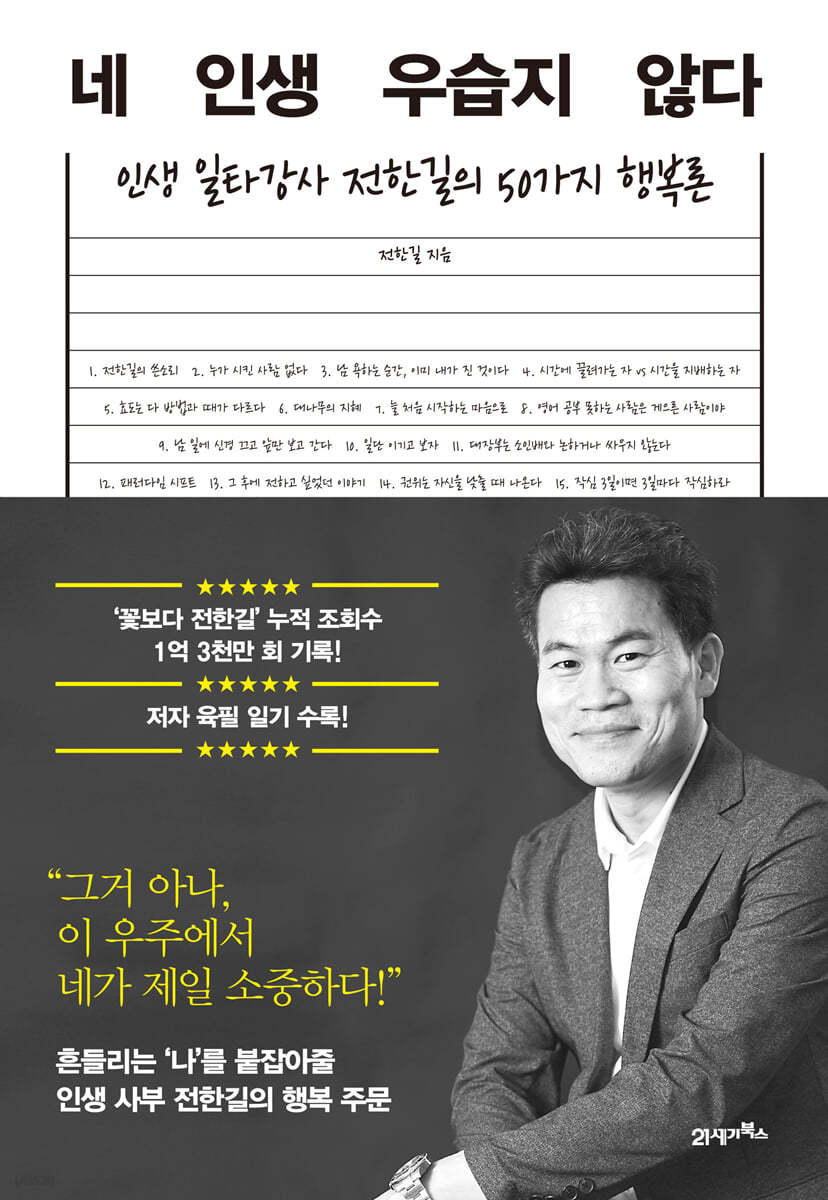 네 인생 우습지 않다
인생 일타강사 전한길의 50가지 행복론
전한길 지음
1. 전한길의 쓴소리 2. 누가 시킨 사람 없다 3. 남 욕하는 순간, 이미 내가 진 것이다 4. 시간에 끌려가는 자 vs 시간을 지배하는 자
5. 효도는 다 방법과 때가 다르다 6. 대나무의 지혜 7. 늘 처음 시작하는 마음으로 8. 영어 공부 못하는 사람은 게으른 사람이야
9. 남 일에 신경 끄고 앞만 보고 간다 10. 일단 이기고 보자 11. 대장부는 소인배와 논하거나 싸우지 않는다
12. 패러다임 시프트 13. 그 후에 전하고 싶었던 이야기 14. 권위는 자신을 낮출 때 나온다 15. 작심 3일이면 3일마다 작심하라
★★★★★
‘꽃보다 전한길’ 누적 조회수
1억 3천만 회 기록!
★★★★★
저자 육필 일기 수록!
★★★★★
“그거 아나,
이 우주에서
네가 제일 소중하다!”
흔들리는 ‘나’를 붙잡아줄
인생 사부 전한길의 행복 주문
21세기북스